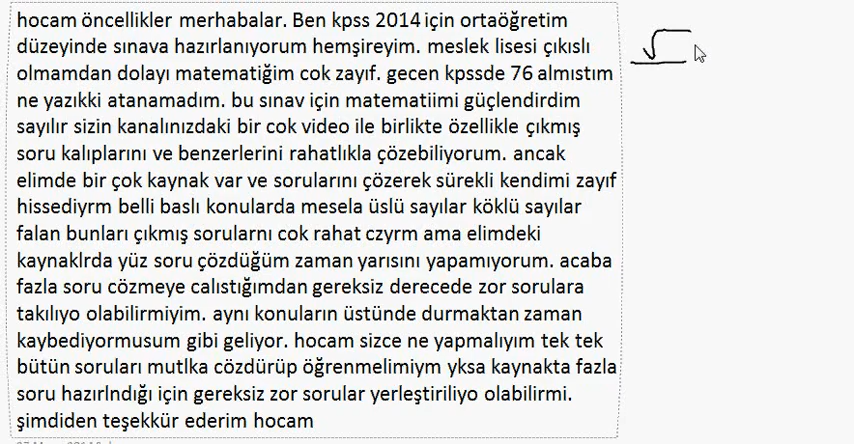 hocam öncellikler merhabalar. Ben kpss 2014 için ortaöğretim
düzeyinde sınava hazırlanıyorum hemşireyim. meslek lisesi çıkıslı
olmamdan dolayı matematiğim cok zayıf. gecen kpssde 76 almıstım
ne yazıkki atanamadım. bu sınav için matematiimi güçlendirdim
sayılır sizin kanalınızdaki bir cok video ile birlikte özellikle çıkmış
soru kalıplarını ve benzerlerini rahatlıkla çözebiliyorum. ancak
elimde bir çok kaynak var ve sorularını çözerek sürekli kendimi zayıf
hissediyrm belli baslı konularda mesela üslü sayılar köklü sayılar
falan bunları çıkmış sorularnı cok rahat czyrm ama elimdeki
kaynaklrda yüz soru çözdüğüm zaman yarısını yapamıyorum. acaba
fazla soru cözmeye calıstığımdan gereksiz derecede zor sorulara
takılıyo olabilirmiyim. aynı konuların üstünde durmaktan zaman
kaybediyormusum gibi geliyor. hocam sizce ne yapmalıyım tek tek
bütün soruları mutlka cözdürüp öğrenmelimiym yksa kaynakta fazla
soru hazırlndığı için gereksiz zor sorular yerleştiriliyo olabilirmi.
şimdiden teşekkür ederim hocam